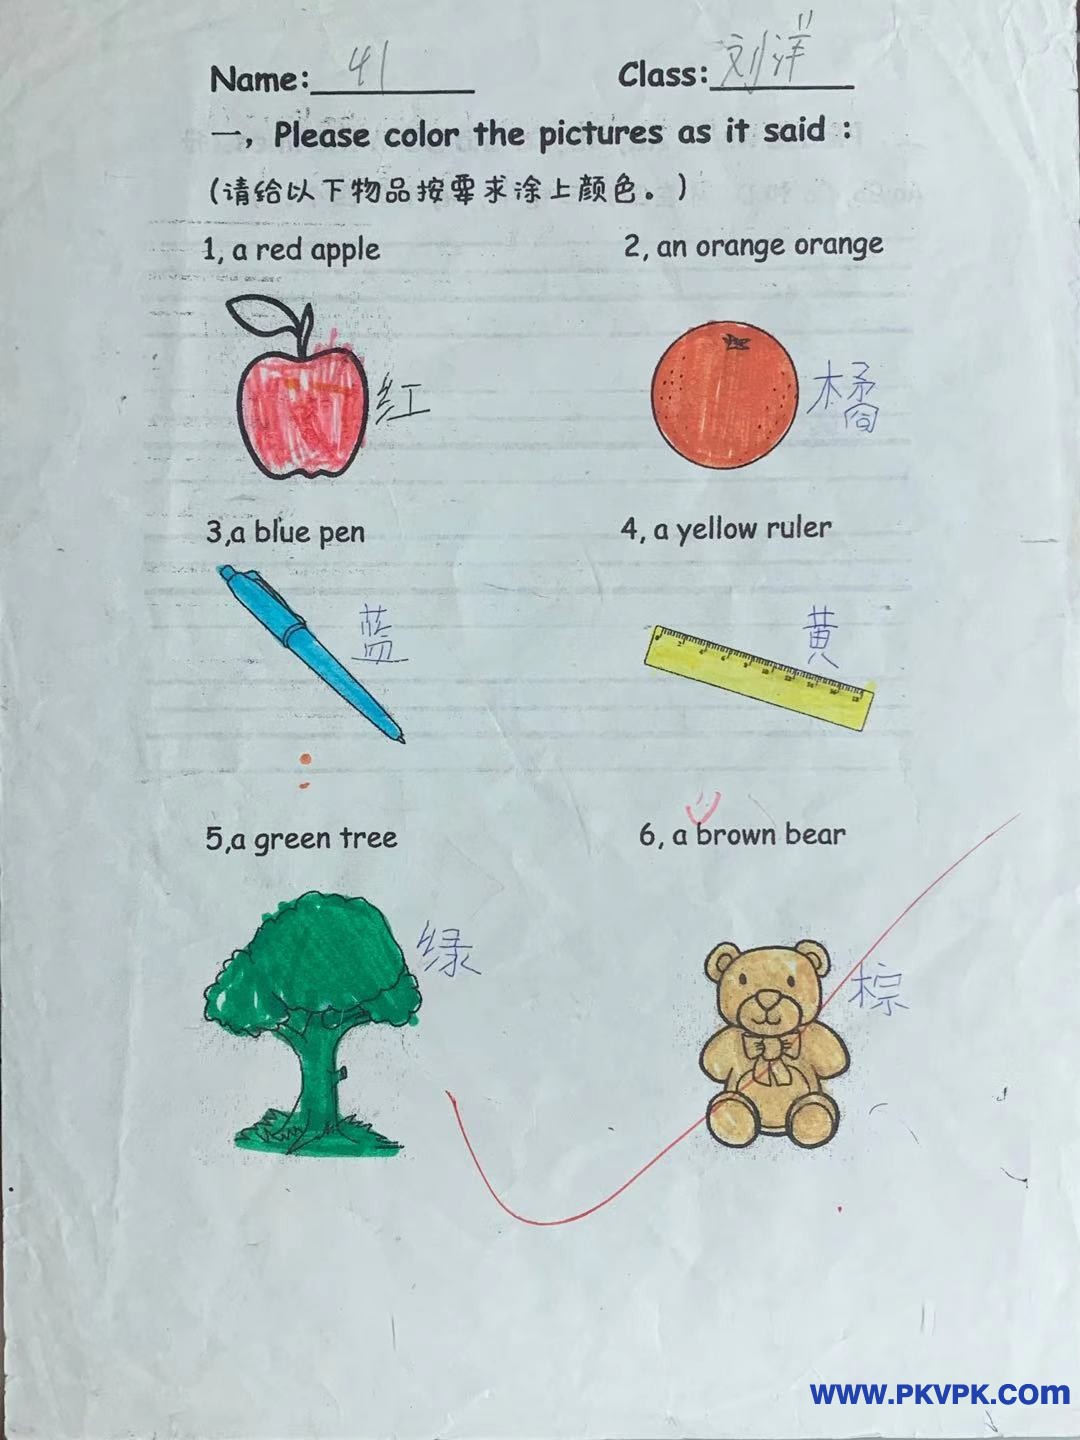 Name: 41 Class: 刘洋
一，Please color the pictures as it said :
(请给以下物品按要求涂上颜色。)
1, a red apple 2, an orange orange
红 橘
3,a blue pen 4, a yellow ruler
蓝 黄
5,a green tree 6, a brown bear
绿 棕
www.PKVPK.com